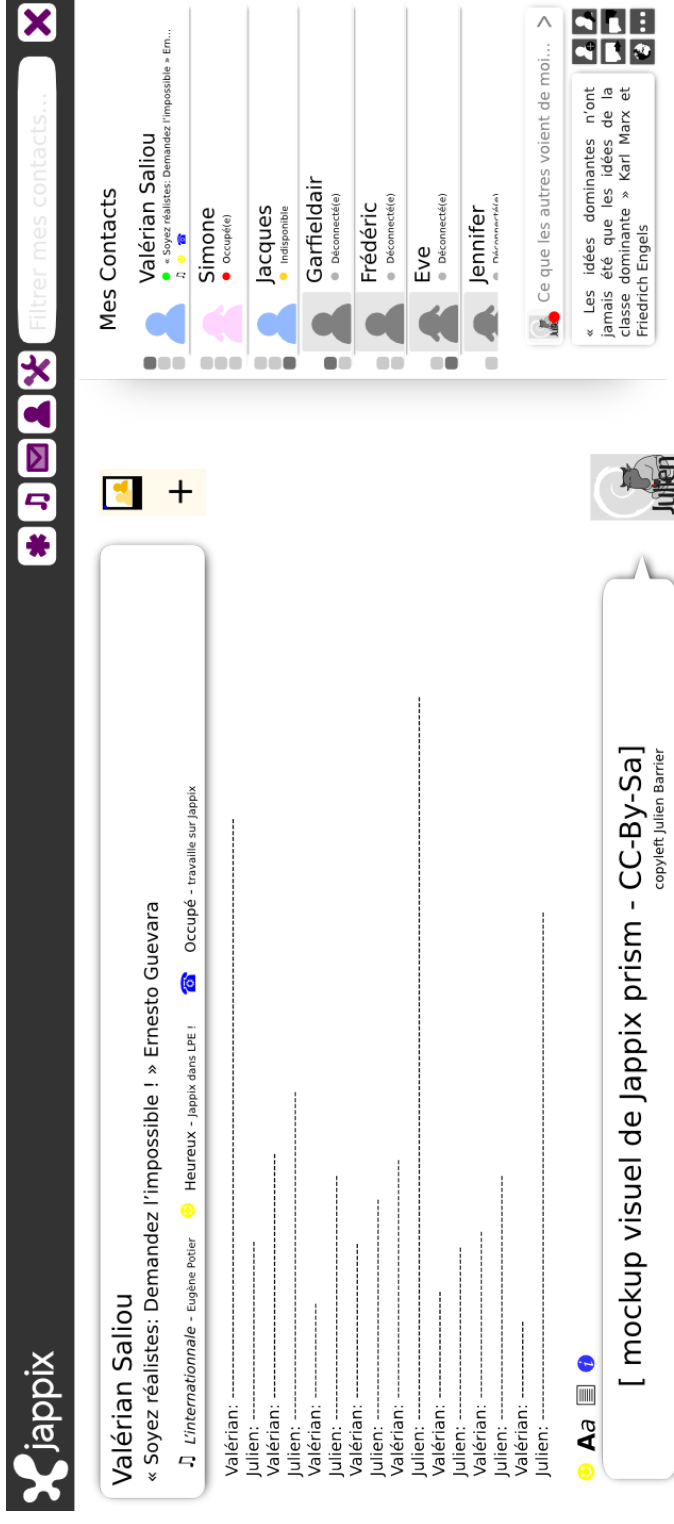 jappix
Filtrer mes contacts...
Valérian Saliou
« Soyez réalistes: Demandez l’impossible ! » Ernesto Guevara
L'internationnale - Eugène Potier Heureux - Jappix dans LPE ! Occupé - travaille sur Jappix
+
Valérian: ---
Julien: ---
Valérian: ---
Julien: ---
Valérian: ---
Julien: ---
Valérian: ---
Julien: ---
Valérian: ---
Julien: ---
Valérian: ---
Julien: ---
Valérian: ---
Julien: ---
Valérian: ---
Julien: ---
Aa
[ mockup visuel de Jappix prism - CC-By-Sa]
copyleft Julien Barrier
Julien
Mes Contacts
Valérian Saliou
« Soyez réalistes: Demandez l’impossible » Ern...
Simone
Occupé(e)
Jacques
Indisponible
Garfieldair
Déconnecté(e)
Frédéric
Déconnecté(e)
Eve
Déconnecté(e)
Jennifer
Déconnecté(e)
Ce que les autres voient de moi... >
« Les idées dominantes n’ont
jamais été que les idées de la
classe dominante » Karl Marx et
Friedrich Engels